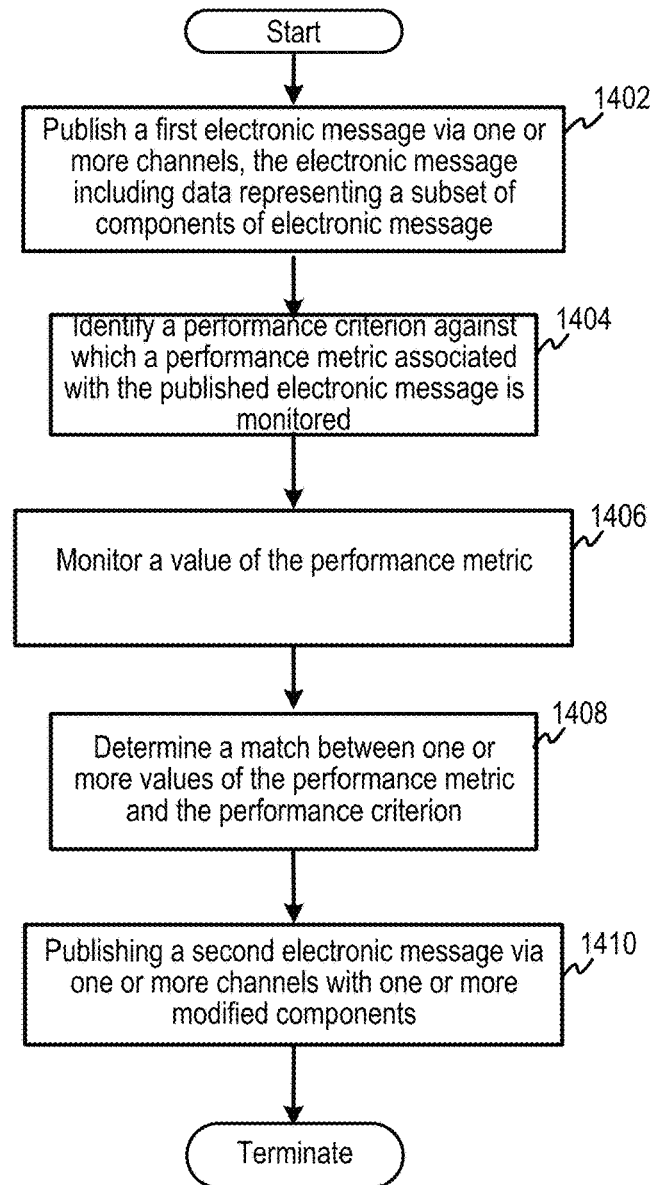 Start
1402
Publish a first electronic message via one or
more channels, the electronic message
including data representing a subset of
components of electronic message
1404
Identify a performance criterion against
which a performance metric associated
with the published electronic message is
monitored
1406
Monitor a value of the performance metric
1408
Determine a match between one or
more values of the performance metric
and the performance criterion
1410
Publishing a second electronic message via
one or more channels with one or more
modified components
Terminate